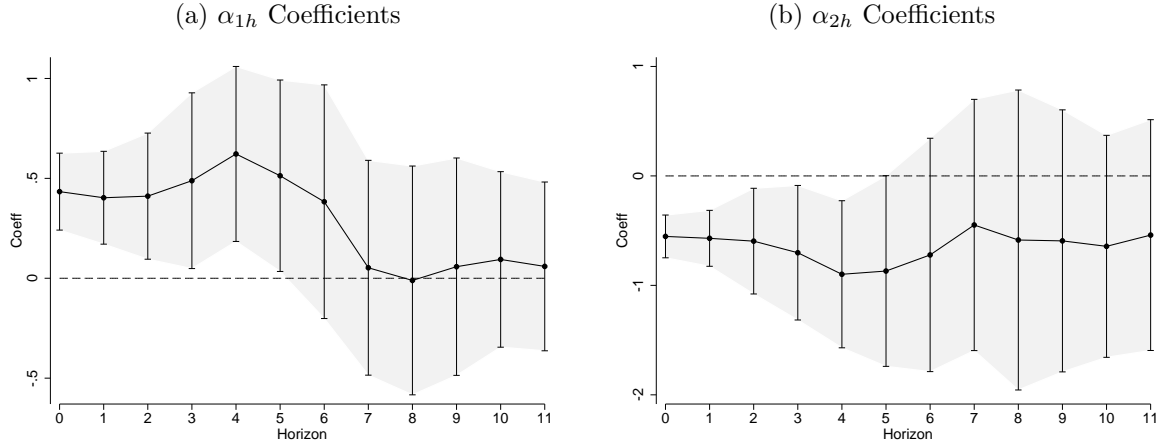 (a) α₁ₕ Coefficients
1
.5
0
-.5
Coeff
0 1 2 3 4 5 6 7 8 9 10 11
Horizon
(b) α₂ₕ Coefficients
1
0
-1
-2
Coeff
0 1 2 3 4 5 6 7 8 9 10 11
Horizon